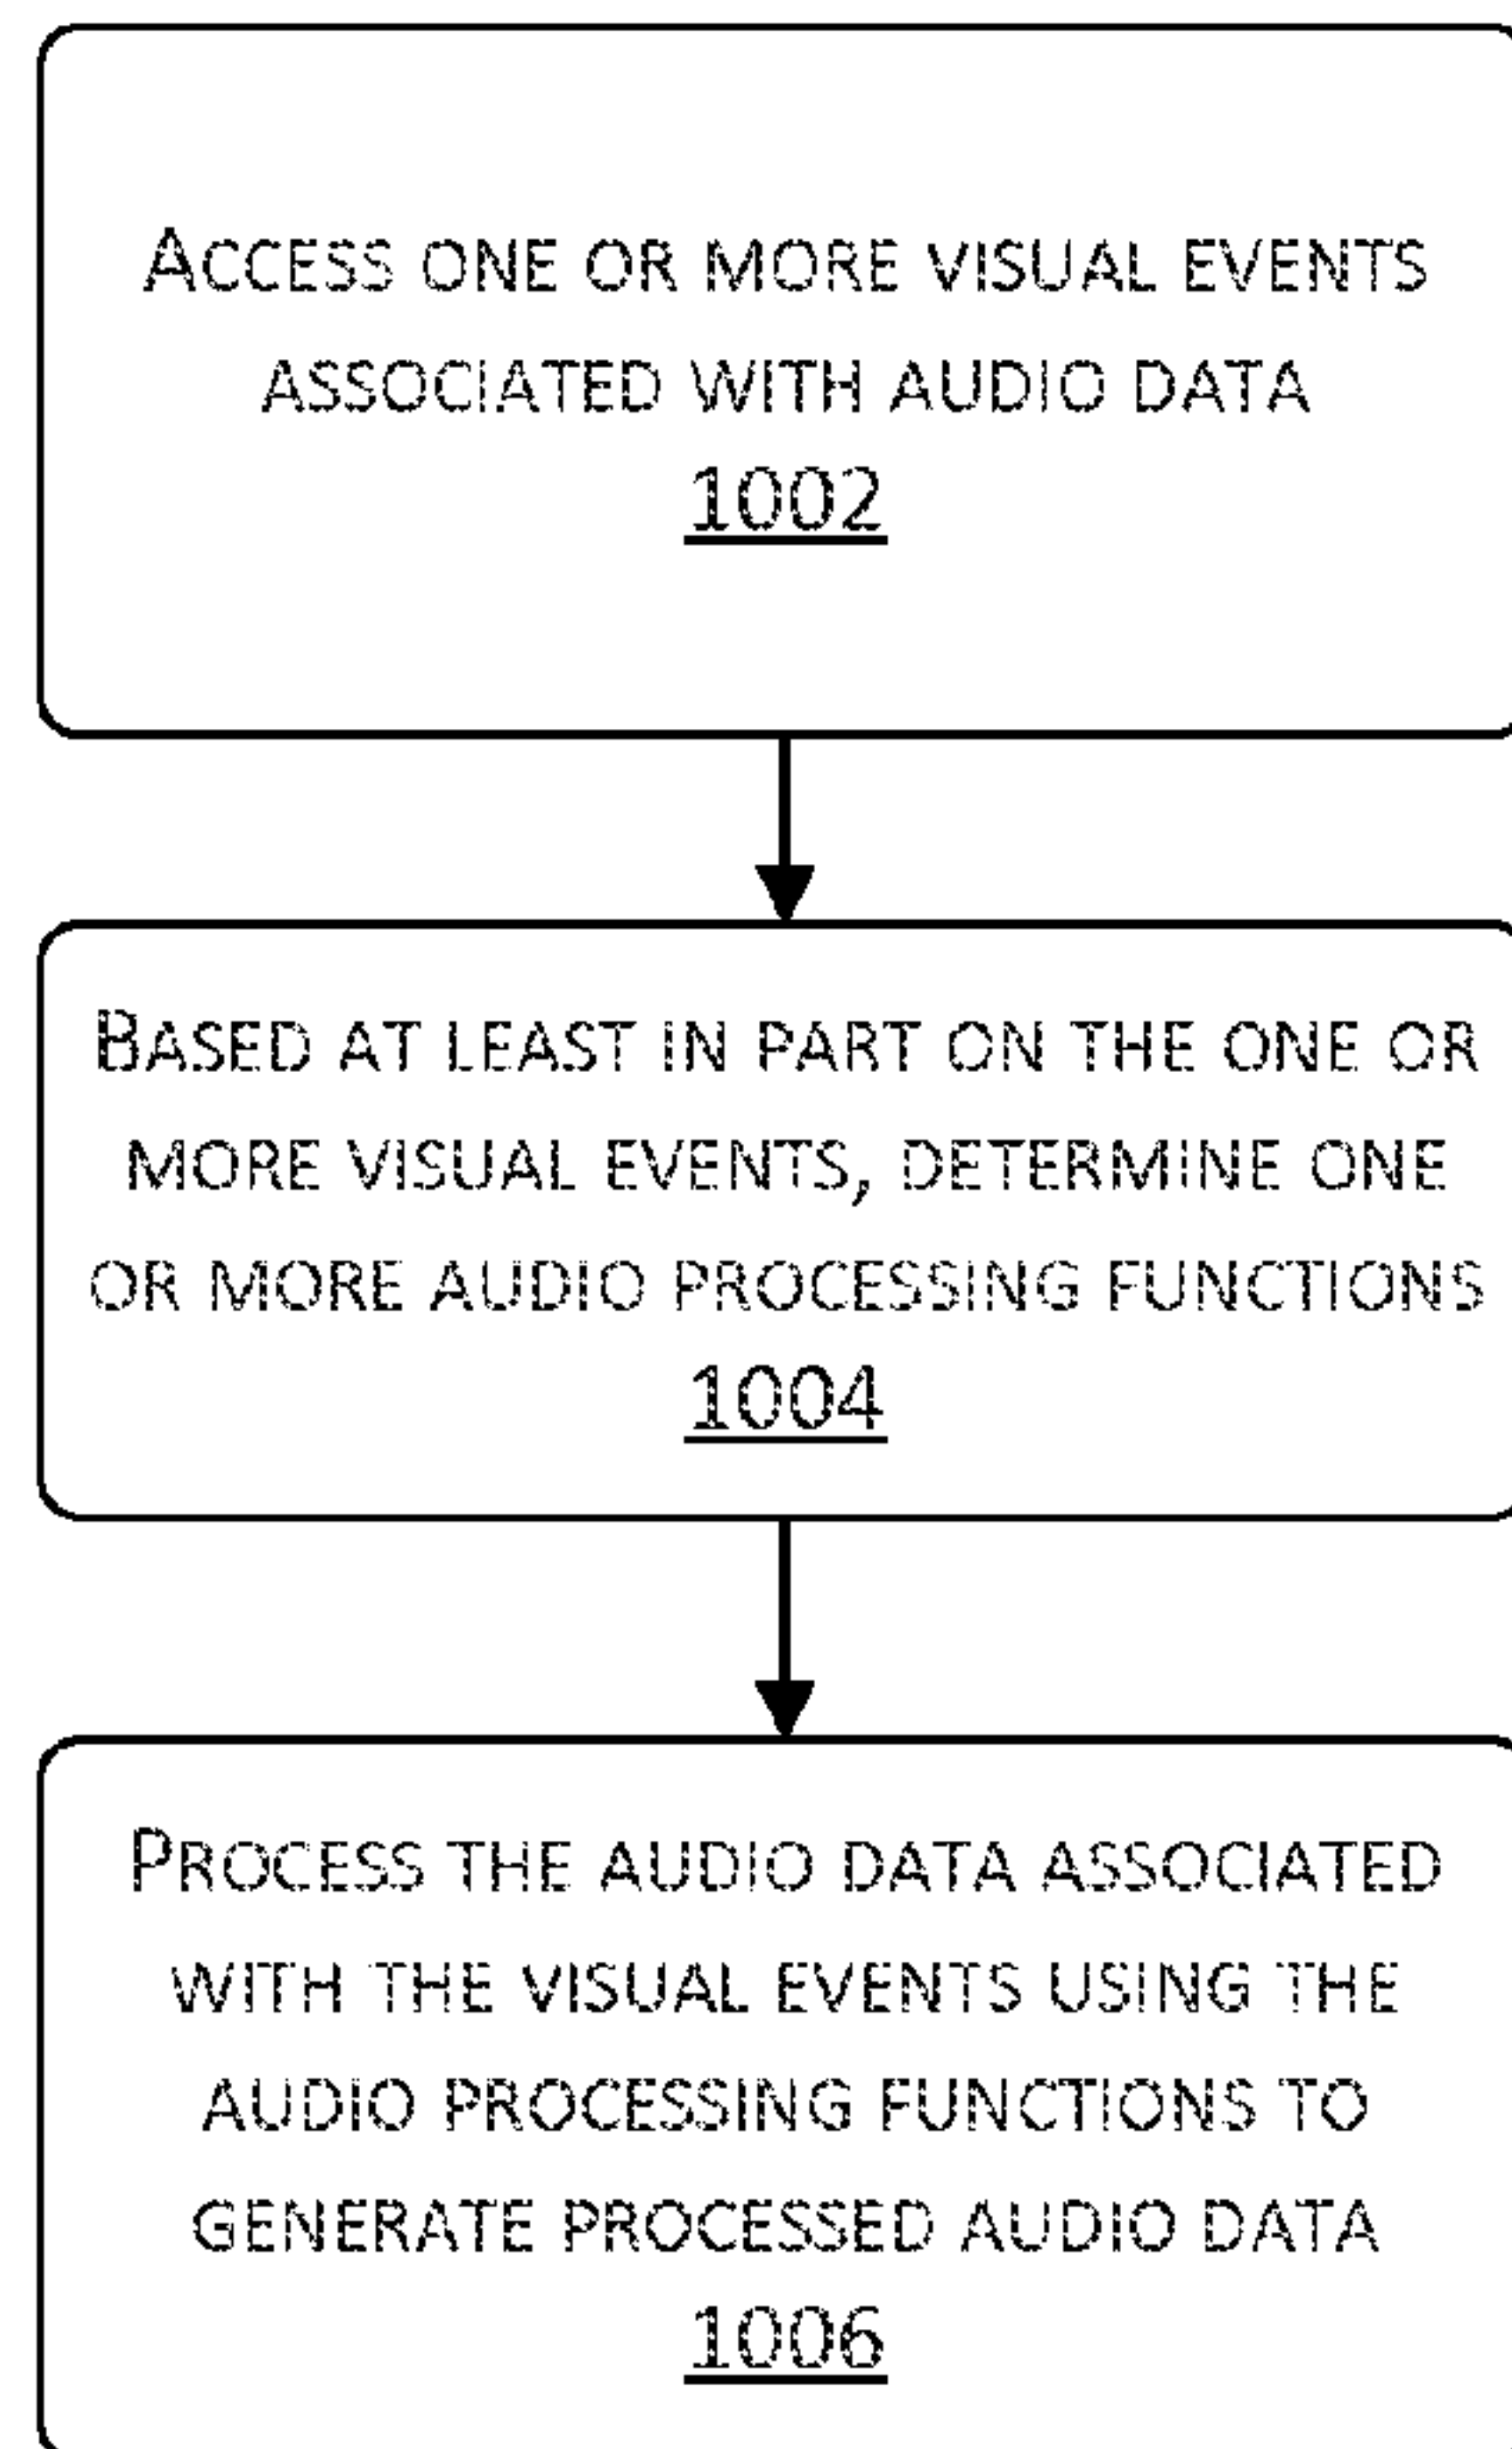 ACCESS ONE OR MORE VISUAL EVENTS
ASSOCIATED WITH AUDIO DATA
1002
BASED AT LEAST IN PART ON THE ONE OR
MORE VISUAL EVENTS, DETERMINE ONE
OR MORE AUDIO PROCESSING FUNCTIONS
1004
PROCESS THE AUDIO DATA ASSOCIATED
WITH THE VISUAL EVENTS USING THE
AUDIO PROCESSING FUNCTIONS TO
GENERATE PROCESSED AUDIO DATA
1006